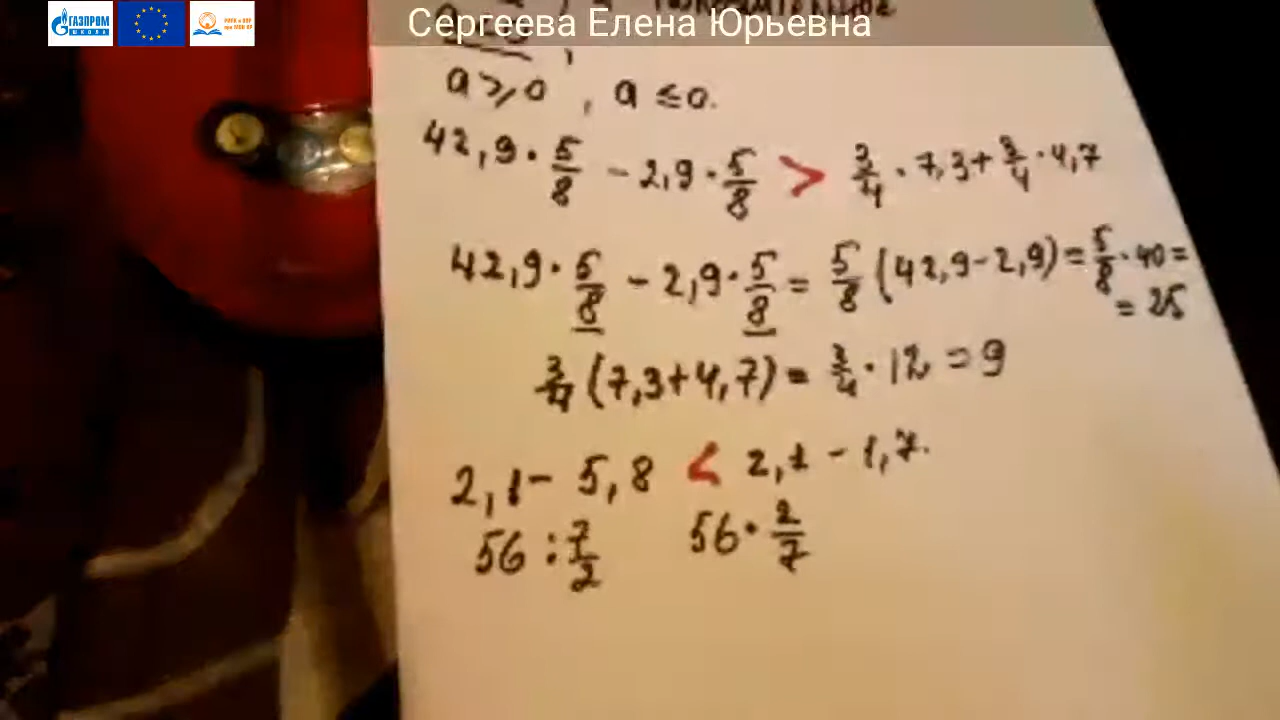 ГАЗПРОМ
ШКОЛА
Сергеева Елена Юрьевна
a ≥ 0 , a ≤ 0.
42,9 · 5/8 - 2,9 · 5/8 > 3/4 · 7,3 + 3/4 · 4,7
42,9 · 5/8 - 2,9 · 5/8 = 5/8 (42,9 - 2,9) = 5/8 · 40 =
= 25
3/4 (7,3 + 4,7) = 3/4 · 12 = 9
2,1 - 5,8 < 2,1 - 1,7.
56 : 7/2 56 · 2/7